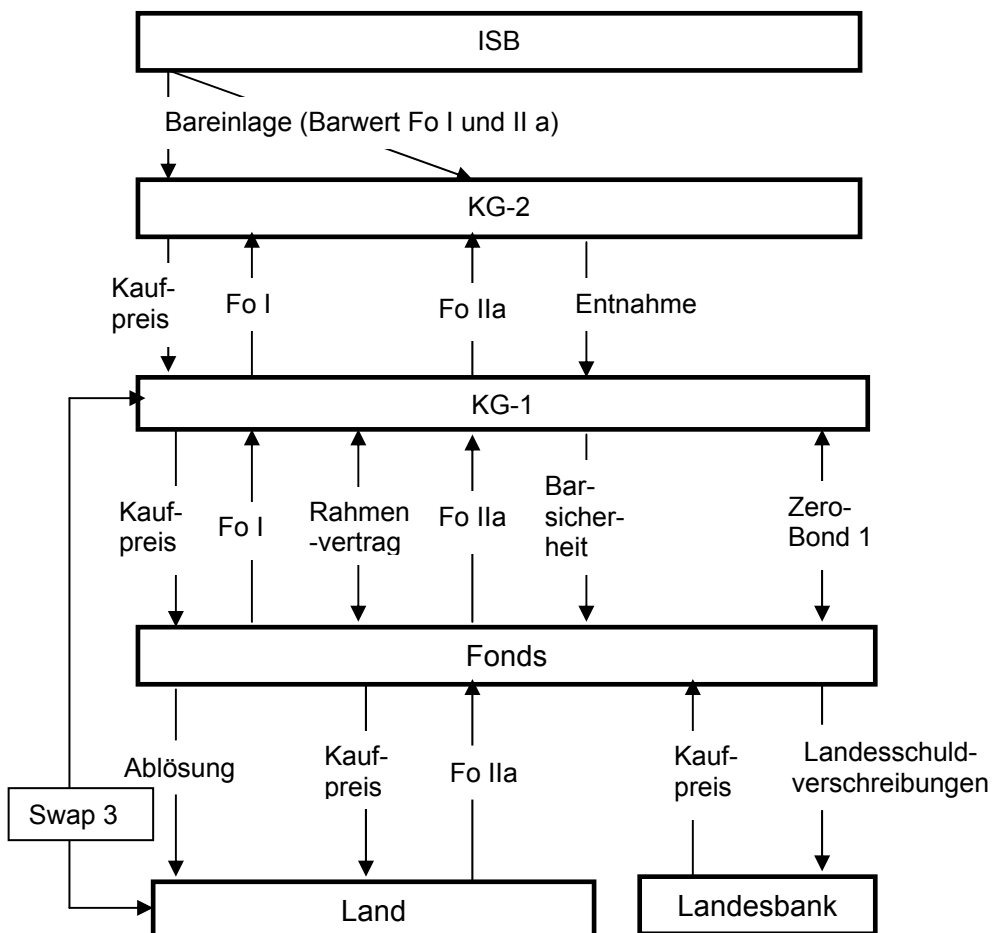 ISB
Bareinlage (Barwert Fo I und II a)
KG-2
Kauf-
preis
Fo I
Fo IIa
Entnahme
KG-1
Kauf-
preis
Fo I
Rahmen
-vertrag
Fo IIa
Bar-
sicher-
heit
Zero-
Bond 1
Fonds
Ablösung
Kauf-
preis
Fo IIa
Kauf-
preis
Landesschuld-
verschreibungen
Swap 3
Land
Landesbank